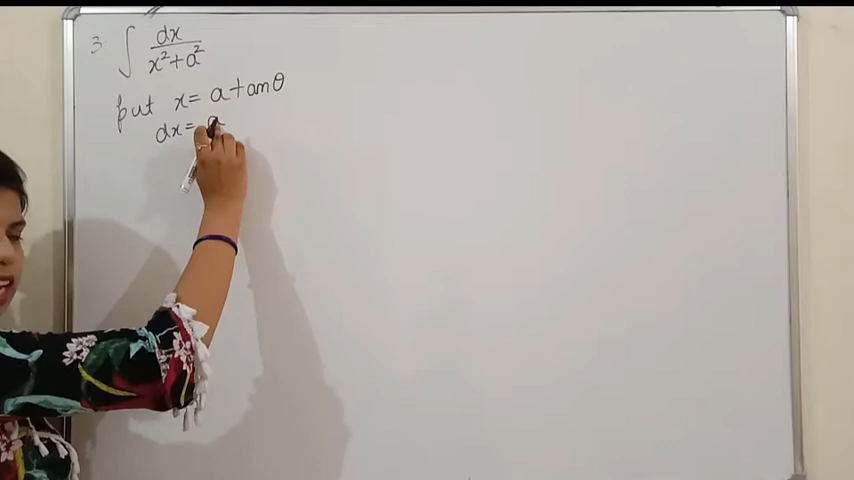 3 ∫ dx / x² + a²
put x = a tanθ
dx = a